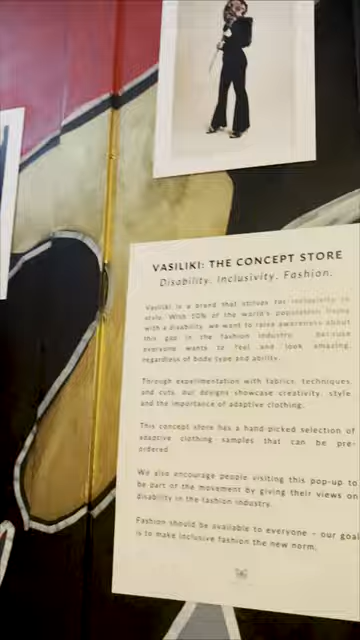 VASILIKI: THE CONCEPT STORE
Disability. Inclusivity. Fashion.
Vasiliki is a brand that strives for inclusivity in
style. With 10% of the world's population living
with a disability, we want to raise awareness about
this gap in the fashion industry because
everyone wants to feel and look amazing,
regardless of body type and ability.
Through experimentation with fabrics, techniques,
and cuts, our designs showcase creativity, style
and the importance of adaptive clothing.
This concept store has a hand-picked selection of
adaptive clothing samples that can be pre-
ordered.
We also encourage people visiting this pop-up to
be part of the movement by giving their views on
disability in the fashion industry.
Fashion should be available to everyone - our goal
is to make inclusive fashion the new norm.